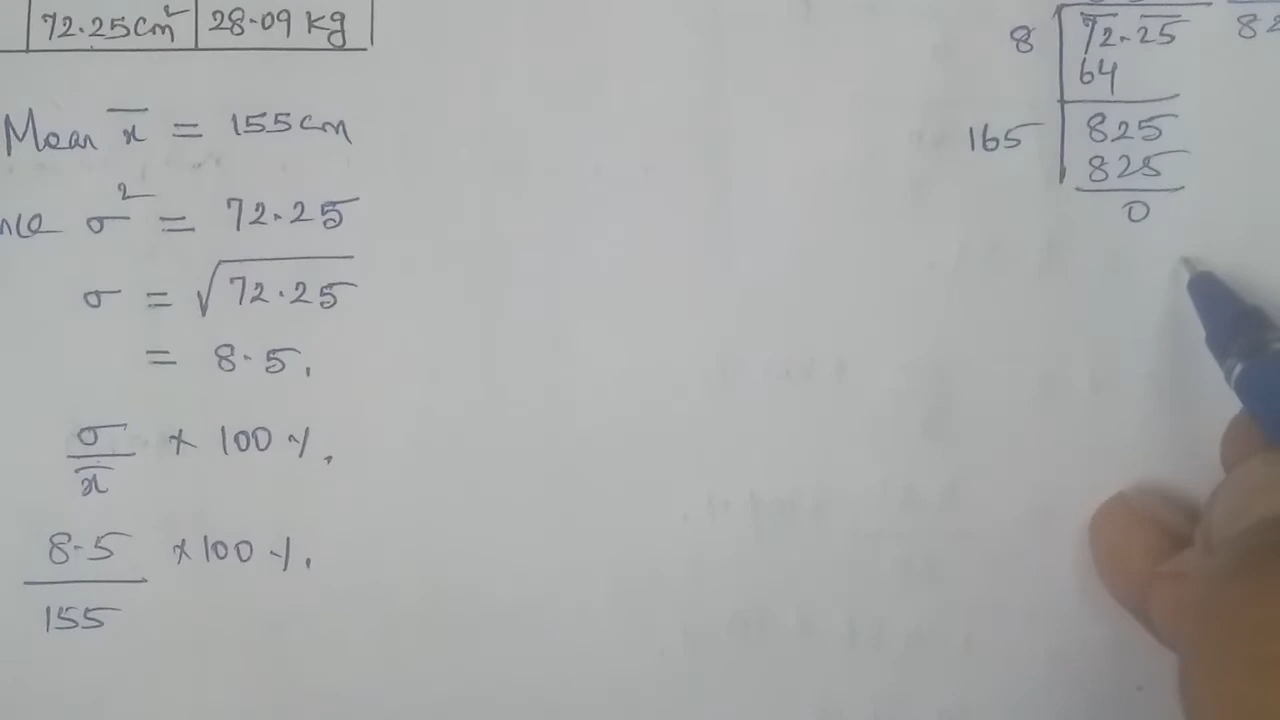 72.25cm² 28.09 kg
Mean x̄ = 155cm
σ² = 72.25
σ = √72.25
= 8.5.
σ/x̄ × 100 %.
8.5/155 × 100 %.
8 72.25
64
165 825
825
0